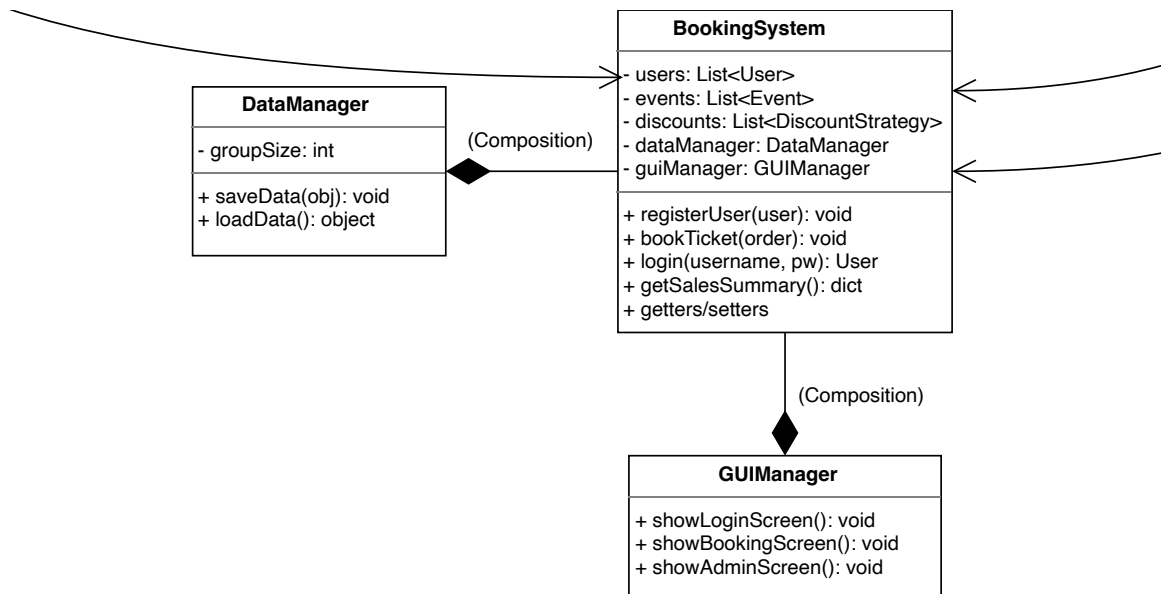 BookingSystem
- users: List<User>
- events: List<Event>
- discounts: List<DiscountStrategy>
- dataManager: DataManager
- guiManager: GUIManager
+ registerUser(user): void
+ bookTicket(order): void
+ login(username, pw): User
+ getSalesSummary(): dict
+ getters/setters
DataManager
- groupSize: int
+ saveData(obj): void
+ loadData(): object
(Composition)
(Composition)
GUIManager
+ showLoginScreen(): void
+ showBookingScreen(): void
+ showAdminScreen(): void